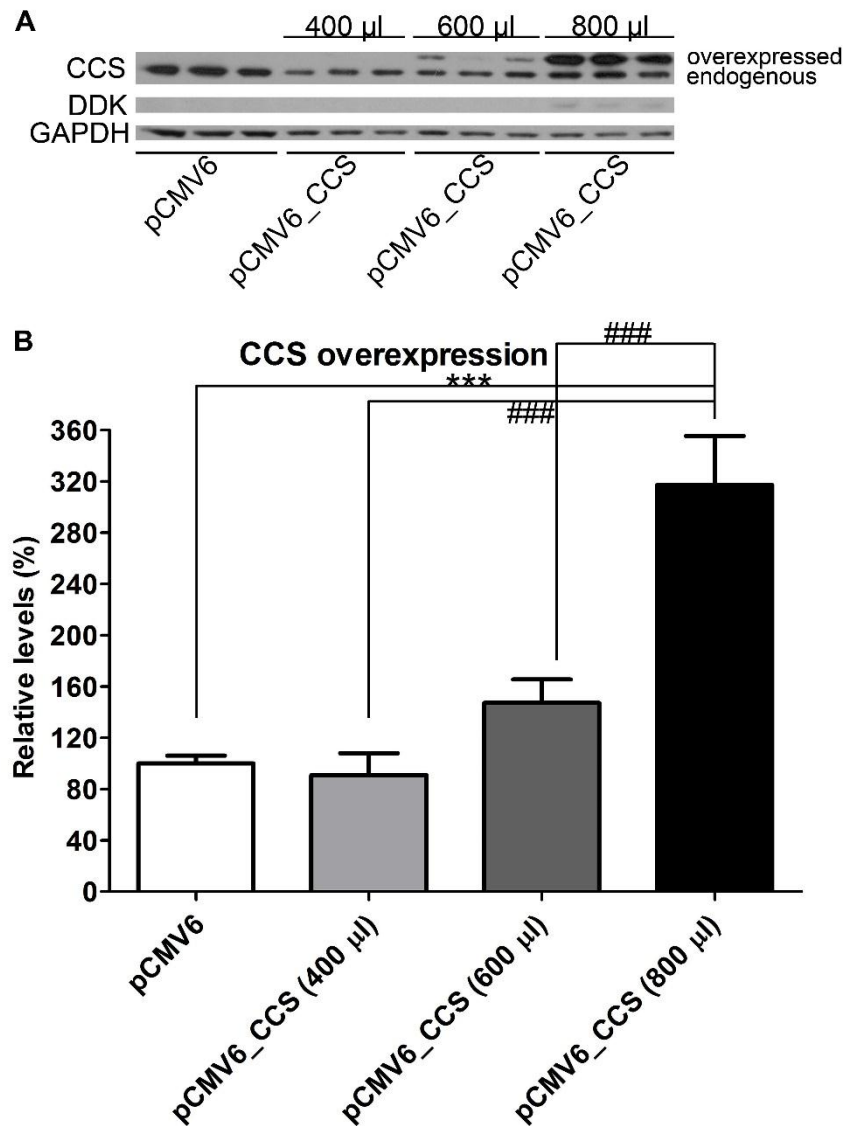 A
400 µl 600 µl 800 µl
CCS
overexpressed
endogenous
DDK
GAPDH
pCMV6
pCMV6_CCS
pCMV6_CCS
pCMV6_CCS
B
###
CCS overexpression
***
###
Relative levels (%)
360
320
280
240
200
160
120
80
40
0
pCMV6
pCMV6_CCS (400 µl)
pCMV6_CCS (600 µl)
pCMV6_CCS (800 µl)